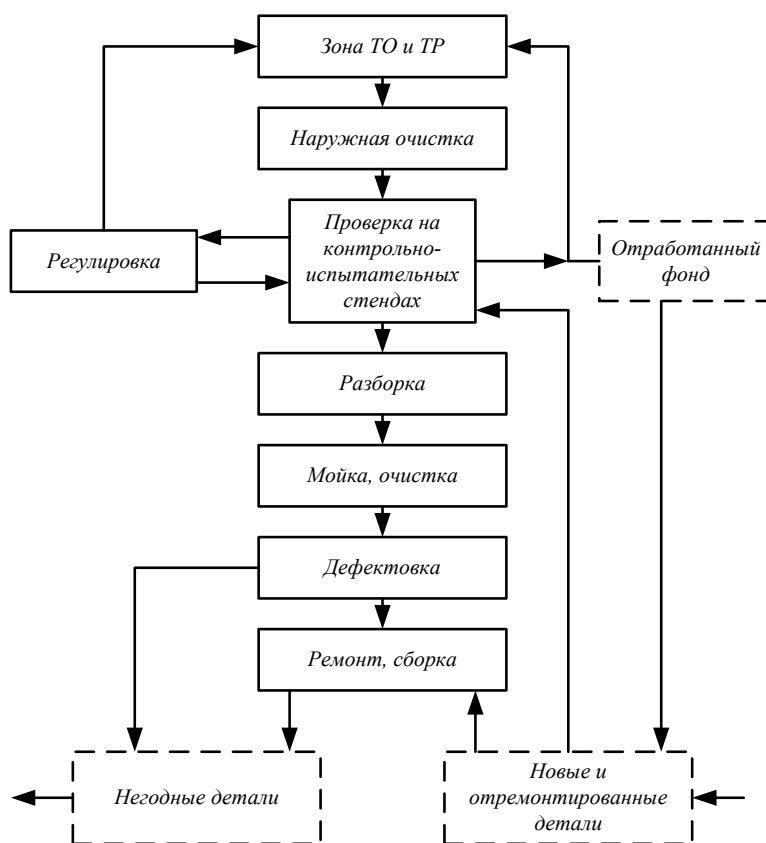 Зона ТО и ТР
Наружная очистка
Проверка на
контрольно-
испытательных
стендах
Регулировка
Отработанный
фонд
Разборка
Мойка, очистка
Дефектовка
Ремонт, сборка
Негодные детали
Новые и
отремонтированные
детали